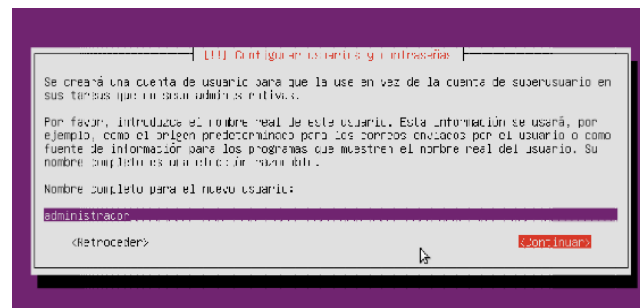 [!!] Configurar usuarios y contraseñas
Se creará una cuenta de usuario para que la use en vez de la cuenta de superusuario en
sus tareas que no sean administrativas.
Por favor, introduzca el nombre real de este usuario. Esta información se usará, por
ejemplo, como el origen predeterminado para los correos enviados por el usuario o como
fuente de información para los programas que muestren el nombre real del usuario. Su
nombre completo es una elección razonable.
Nombre completo para el nuevo usuario:
administrador
<Retroceder> <Continuar>